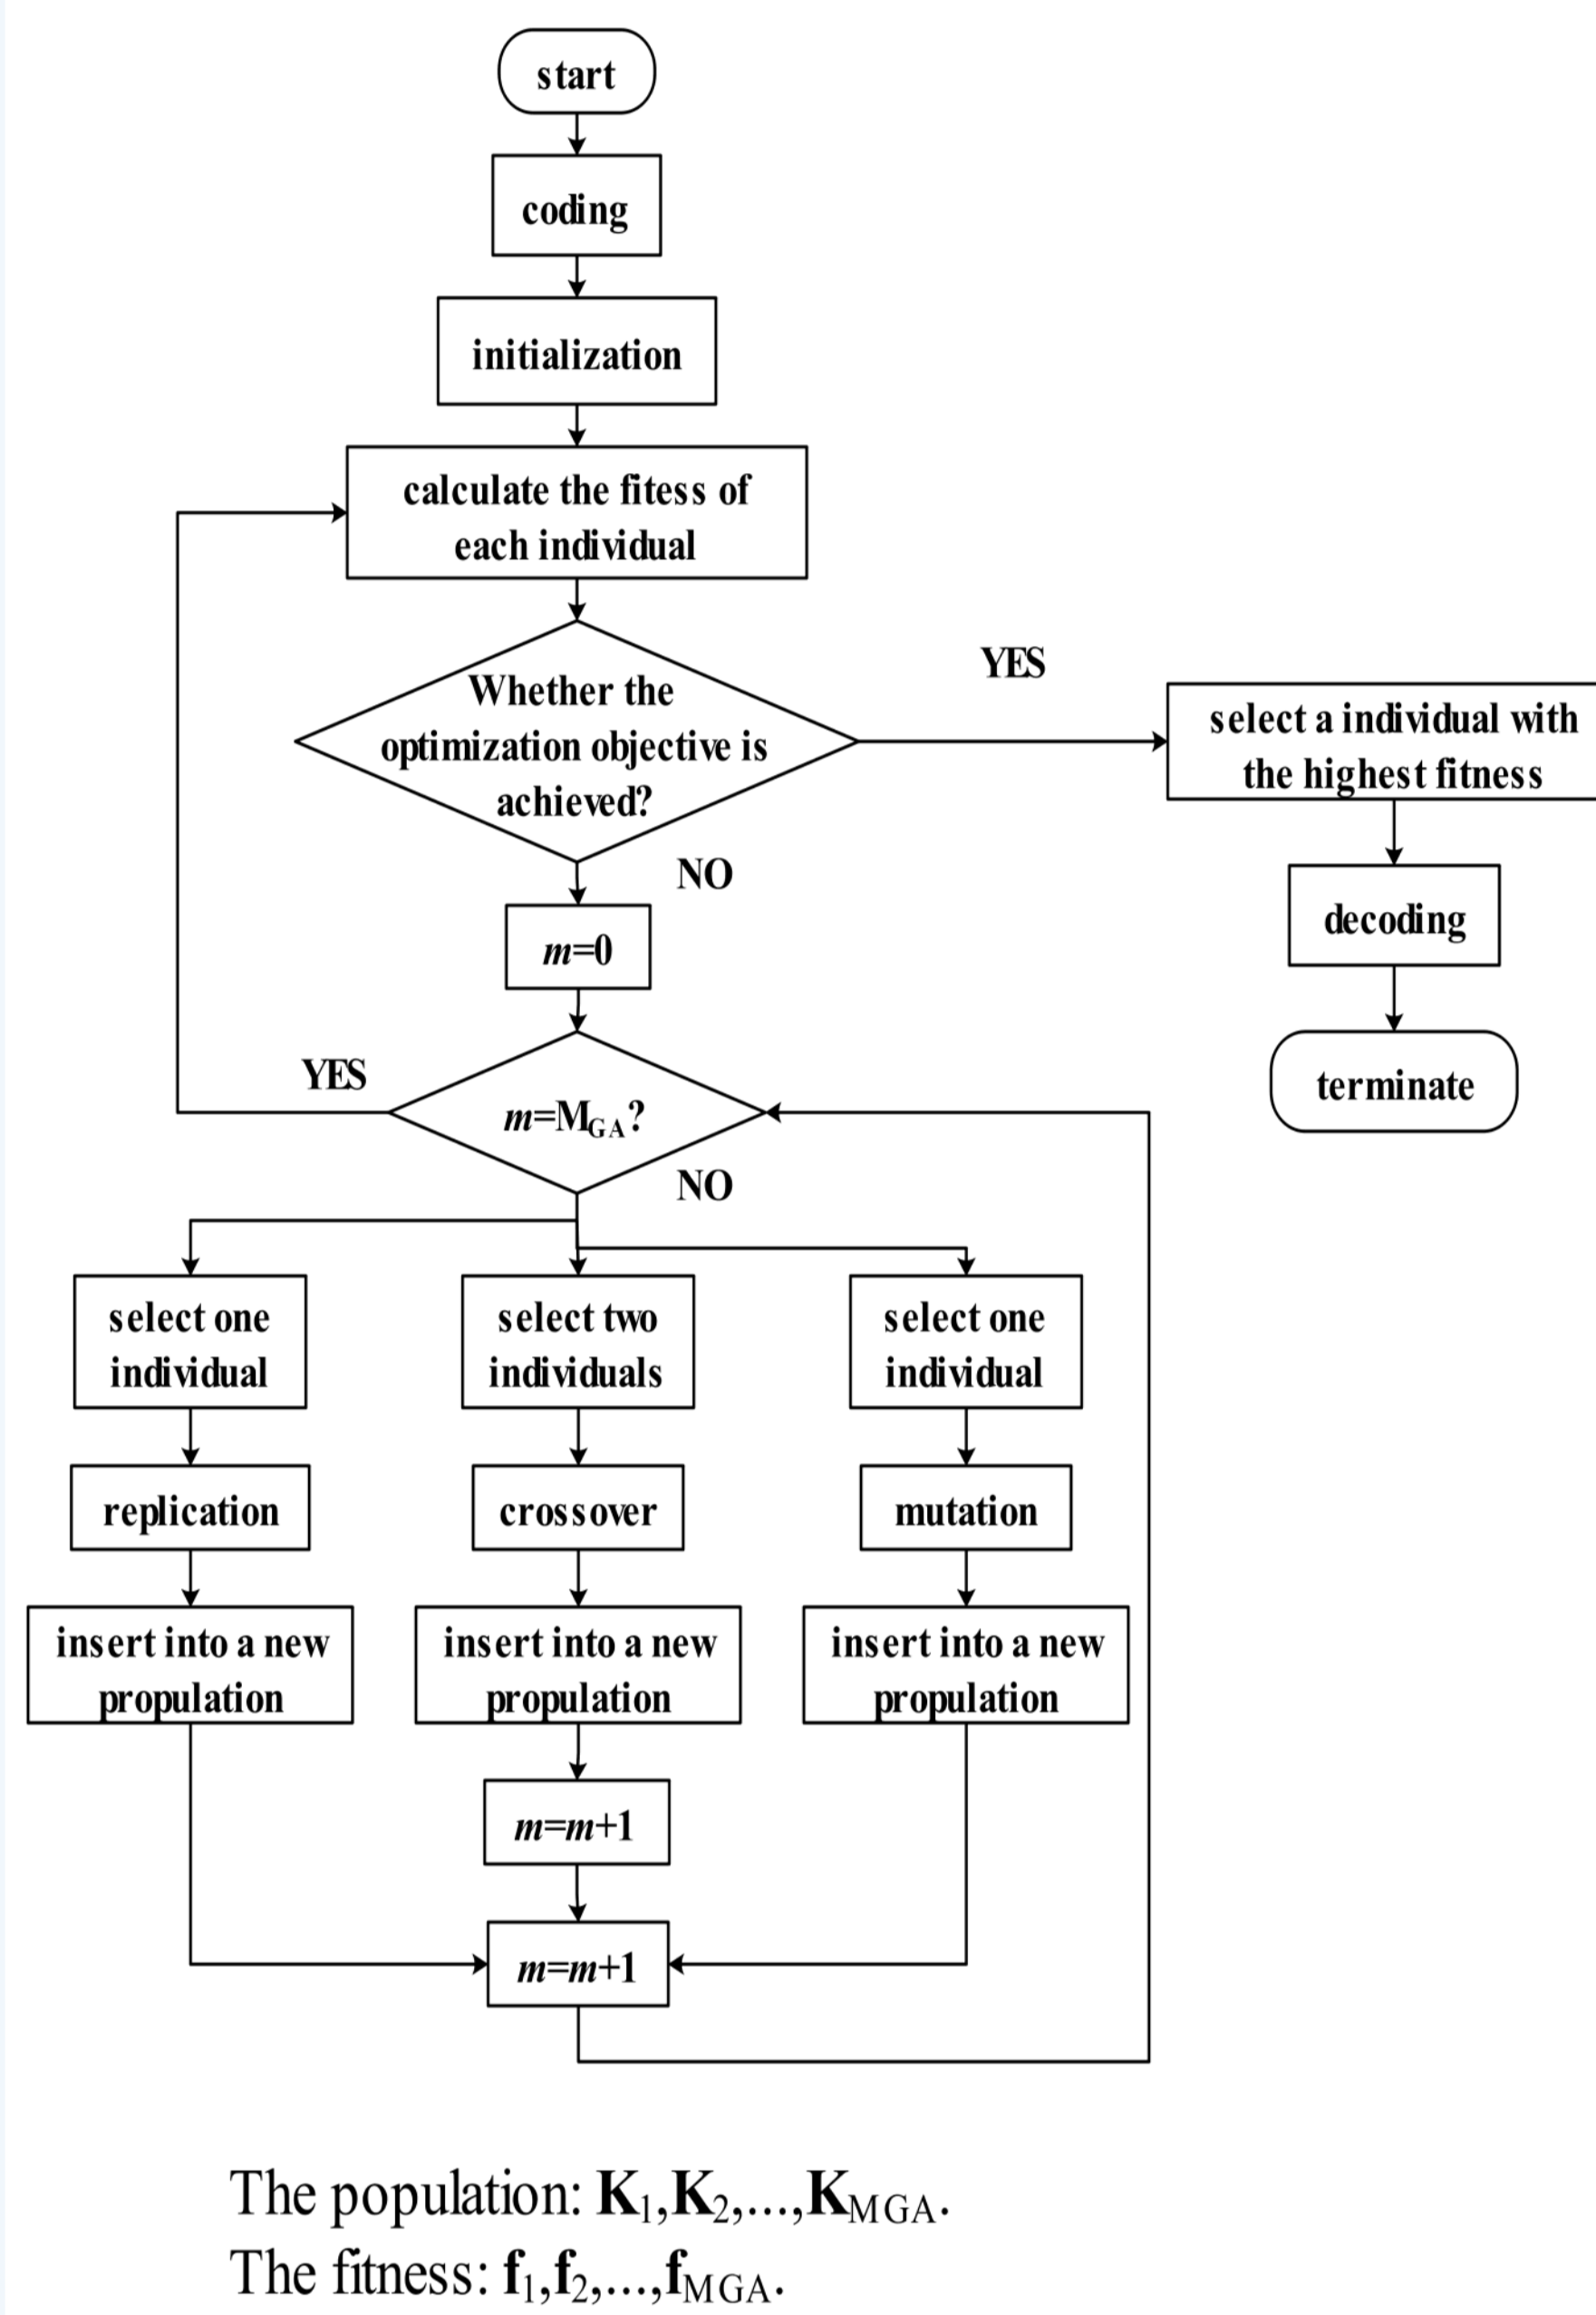 start
coding
initialization
calculate the fitess of
each individual
Whether the
optimization objective is
achieved?
YES
select a individual with
the highest fitness
decoding
terminate
NO
m=0
YES
m=MGA?
NO
select one
individual
replication
insert into a new
propulation
select two
individuals
crossover
insert into a new
propulation
m=m+1
select one
individual
mutation
insert into a new
propulation
m=m+1
The population: K1,K2,...,KMGA.
The fitness: f1,f2,...,fMGA.